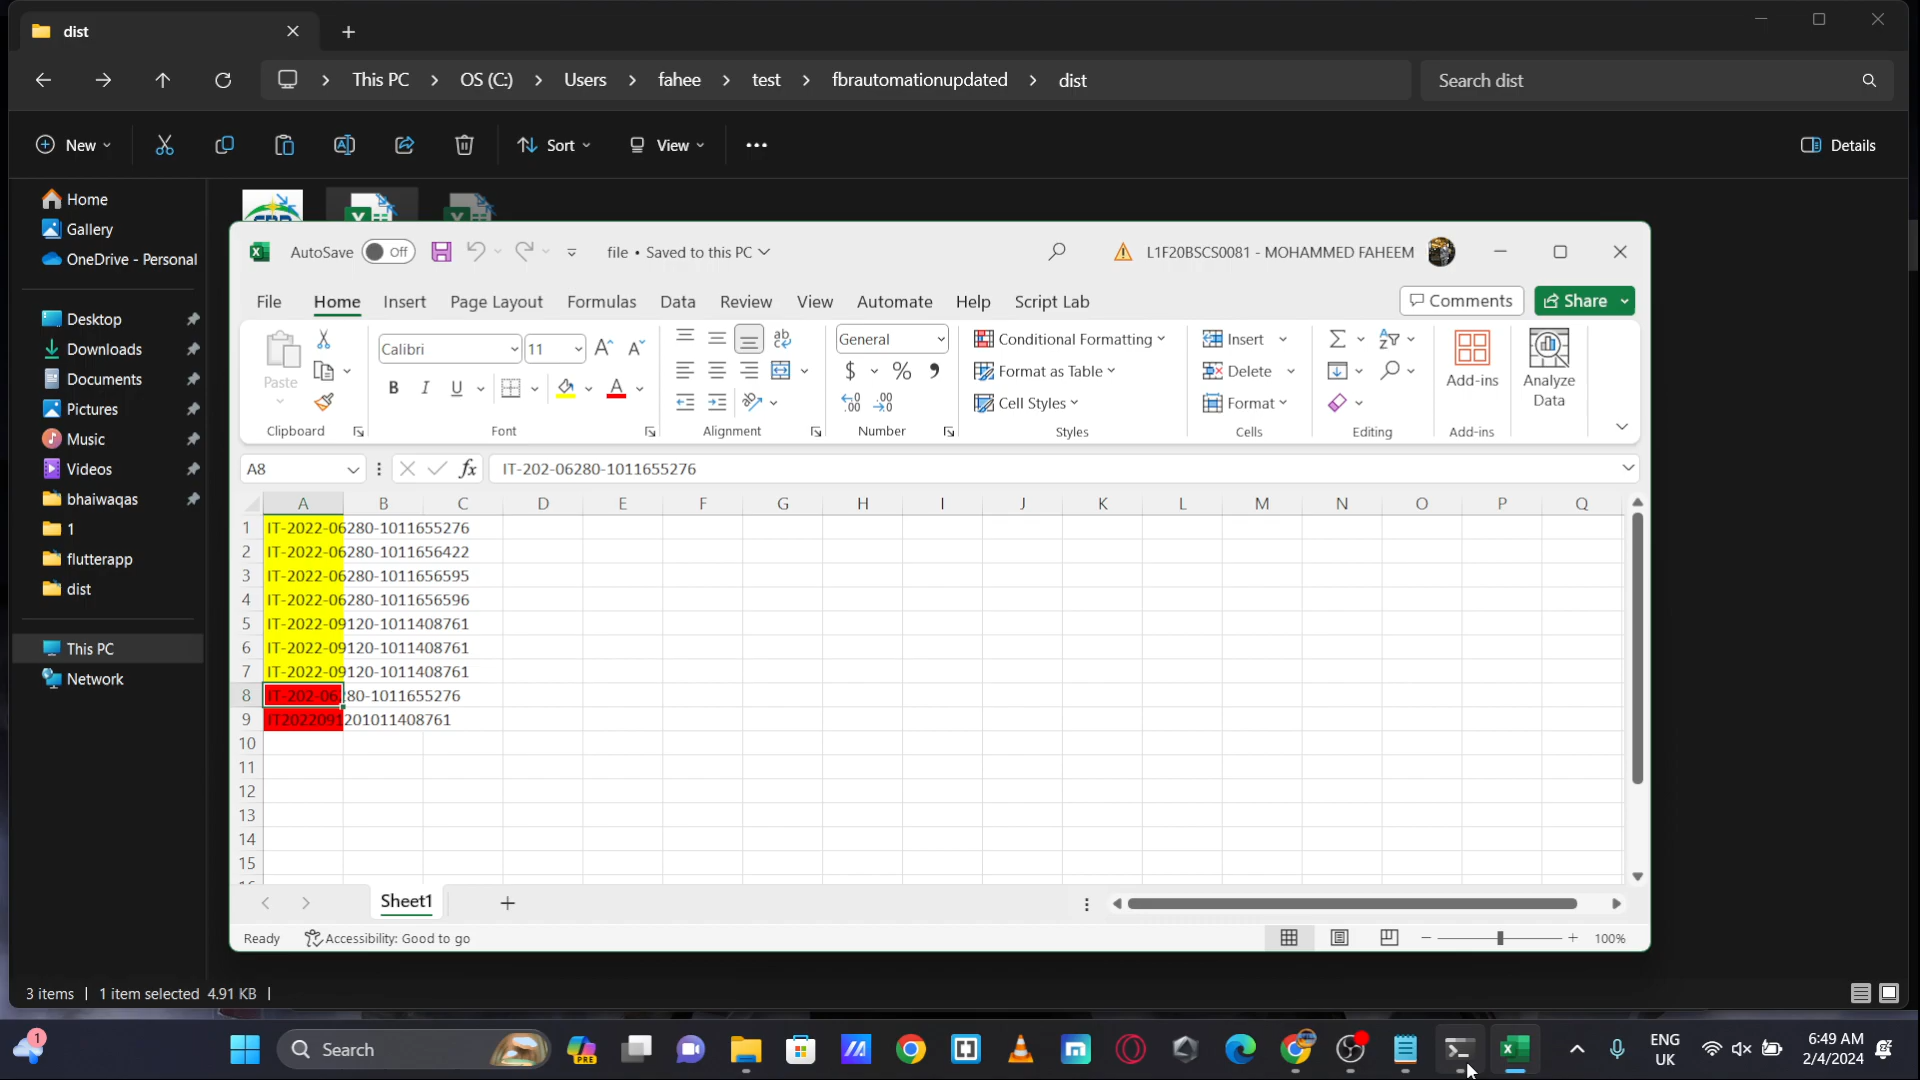 dist
This PC > OS (C:) > Users > fahee > test > fbrautomationupdated > dist
Search dist
New
Sort
View
Details
Home
Gallery
OneDrive - Personal
Desktop
Downloads
Documents
Pictures
Music
Videos
bhaiwaqas
1
flutterapp
dist
This PC
Network
AutoSave Off
file • Saved to this PC
L1F20BSCS0081 - MOHAMMED FAHEEM
File Home Insert Page Layout Formulas Data Review View Automate Help Script Lab
Comments Share
Paste
Clipboard
Calibri 11
B I U A
Font
Alignment
General
$ %
Number
Conditional Formatting
Format as Table
Cell Styles
Styles
Insert
Delete
Format
Cells
Editing
Add-ins
Add-ins
Analyze
Data
A8
fx IT-202-06280-1011655276
A B C D E F G H I J K L M N O P Q
1 IT-2022-06280-1011655276
2 IT-2022-06280-1011656422
3 IT-2022-06280-1011656595
4 IT-2022-06280-1011656596
5 IT-2022-09120-1011408761
6 IT-2022-09120-1011408761
7 IT-2022-09120-1011408761
8 IT-202-06280-1011655276
9 IT2022091201011408761
10
11
12
13
14
15
Sheet1
Ready Accessibility: Good to go
100%
3 items 1 item selected 4.91 KB
1
Search
PRE
ENG
UK
6:49 AM
2/4/2024